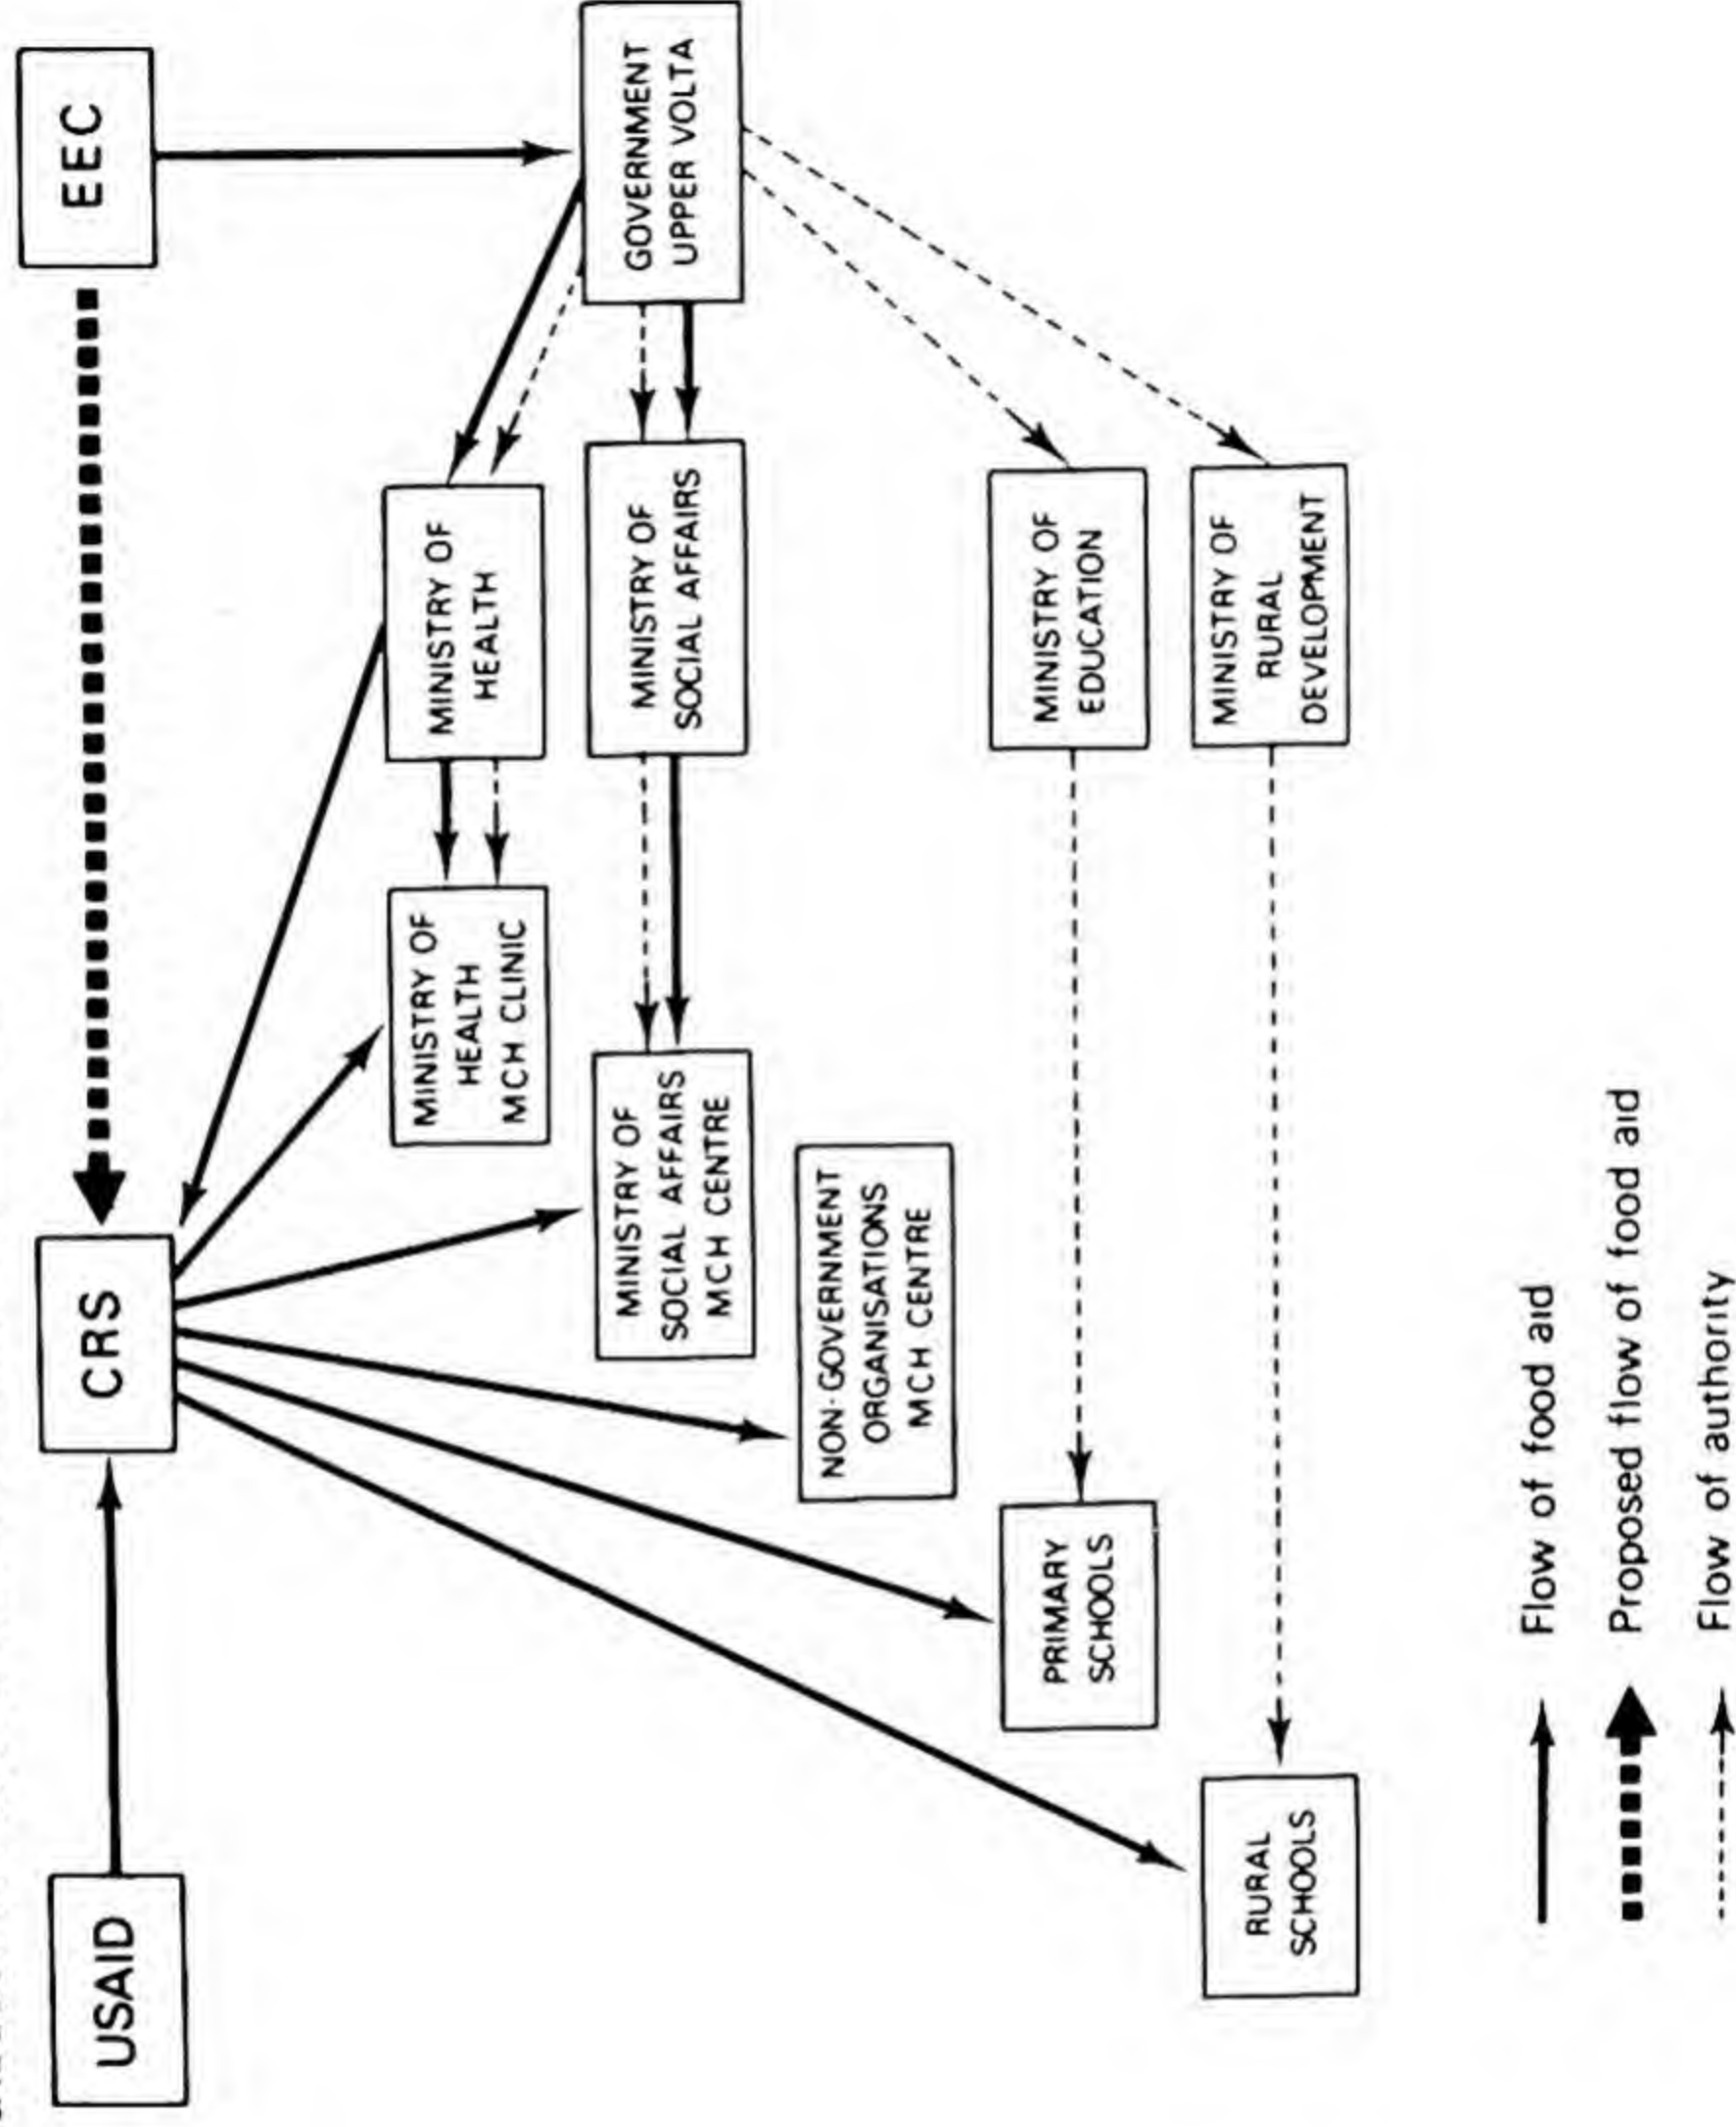 USAID
CRS
EEC
MINISTRY OF
HEALTH
MCH CLINIC
MINISTRY OF
HEALTH
MINISTRY OF
SOCIAL AFFAIRS
MCH CENTRE
MINISTRY OF
SOCIAL AFFAIRS
GOVERNMENT
UPPER VOLTA
NON-GOVERNMENT
ORGANISATIONS
MCH CENTRE
PRIMARY
SCHOOLS
MINISTRY OF
EDUCATION
RURAL
SCHOOLS
MINISTRY OF
RURAL
DEVELOPMENT
Flow of food aid
Proposed flow of food aid
Flow of authority